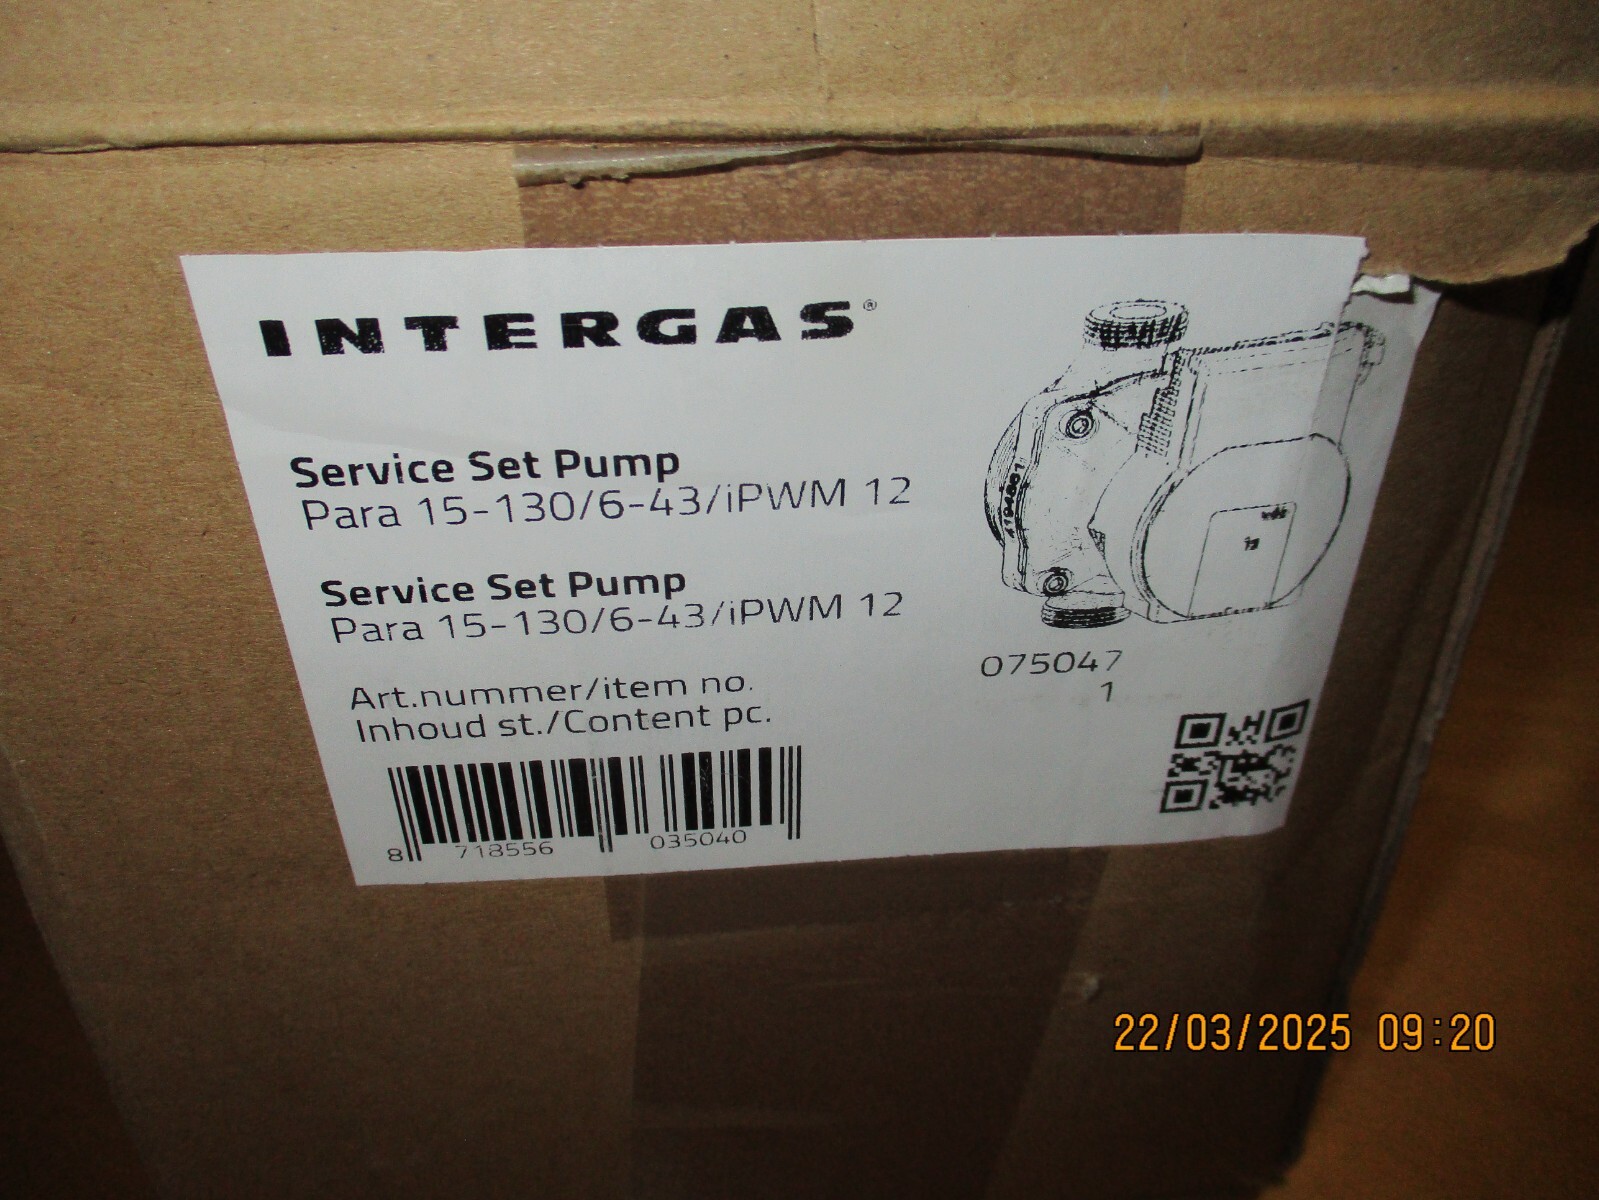 INTERGAS®
Service Set Pump
Para 15-130/6-43/iPWM 12
Service Set Pump
Para 15-130/6-43/iPWM 12
Art.nummer/item no. 075047
Inhoud st./Content pc. 1
8 718556 035040
22/03/2025 09:20